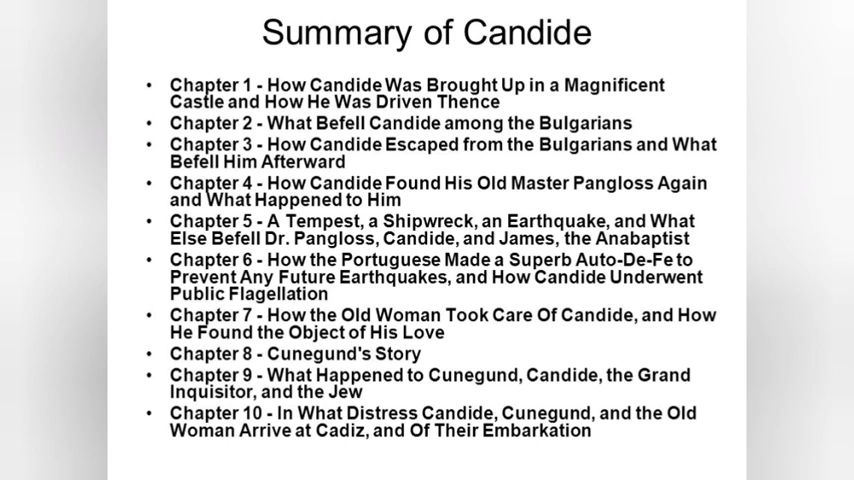 Summary of Candide
• Chapter 1 - How Candide Was Brought Up in a Magnificent
Castle and How He Was Driven Thence
• Chapter 2 - What Befell Candide among the Bulgarians
• Chapter 3 - How Candide Escaped from the Bulgarians and What
Befell Him Afterward
• Chapter 4 - How Candide Found His Old Master Pangloss Again
and What Happened to Him
• Chapter 5 - A Tempest, a Shipwreck, an Earthquake, and What
Else Befell Dr. Pangloss, Candide, and James, the Anabaptist
• Chapter 6 - How the Portuguese Made a Superb Auto-De-Fe to
Prevent Any Future Earthquakes, and How Candide Underwent
Public Flagellation
• Chapter 7 - How the Old Woman Took Care Of Candide, and How
He Found the Object of His Love
• Chapter 8 - Cunegund's Story
• Chapter 9 - What Happened to Cunegund, Candide, the Grand
Inquisitor, and the Jew
• Chapter 10 - In What Distress Candide, Cunegund, and the Old
Woman Arrive at Cadiz, and Of Their Embarkation